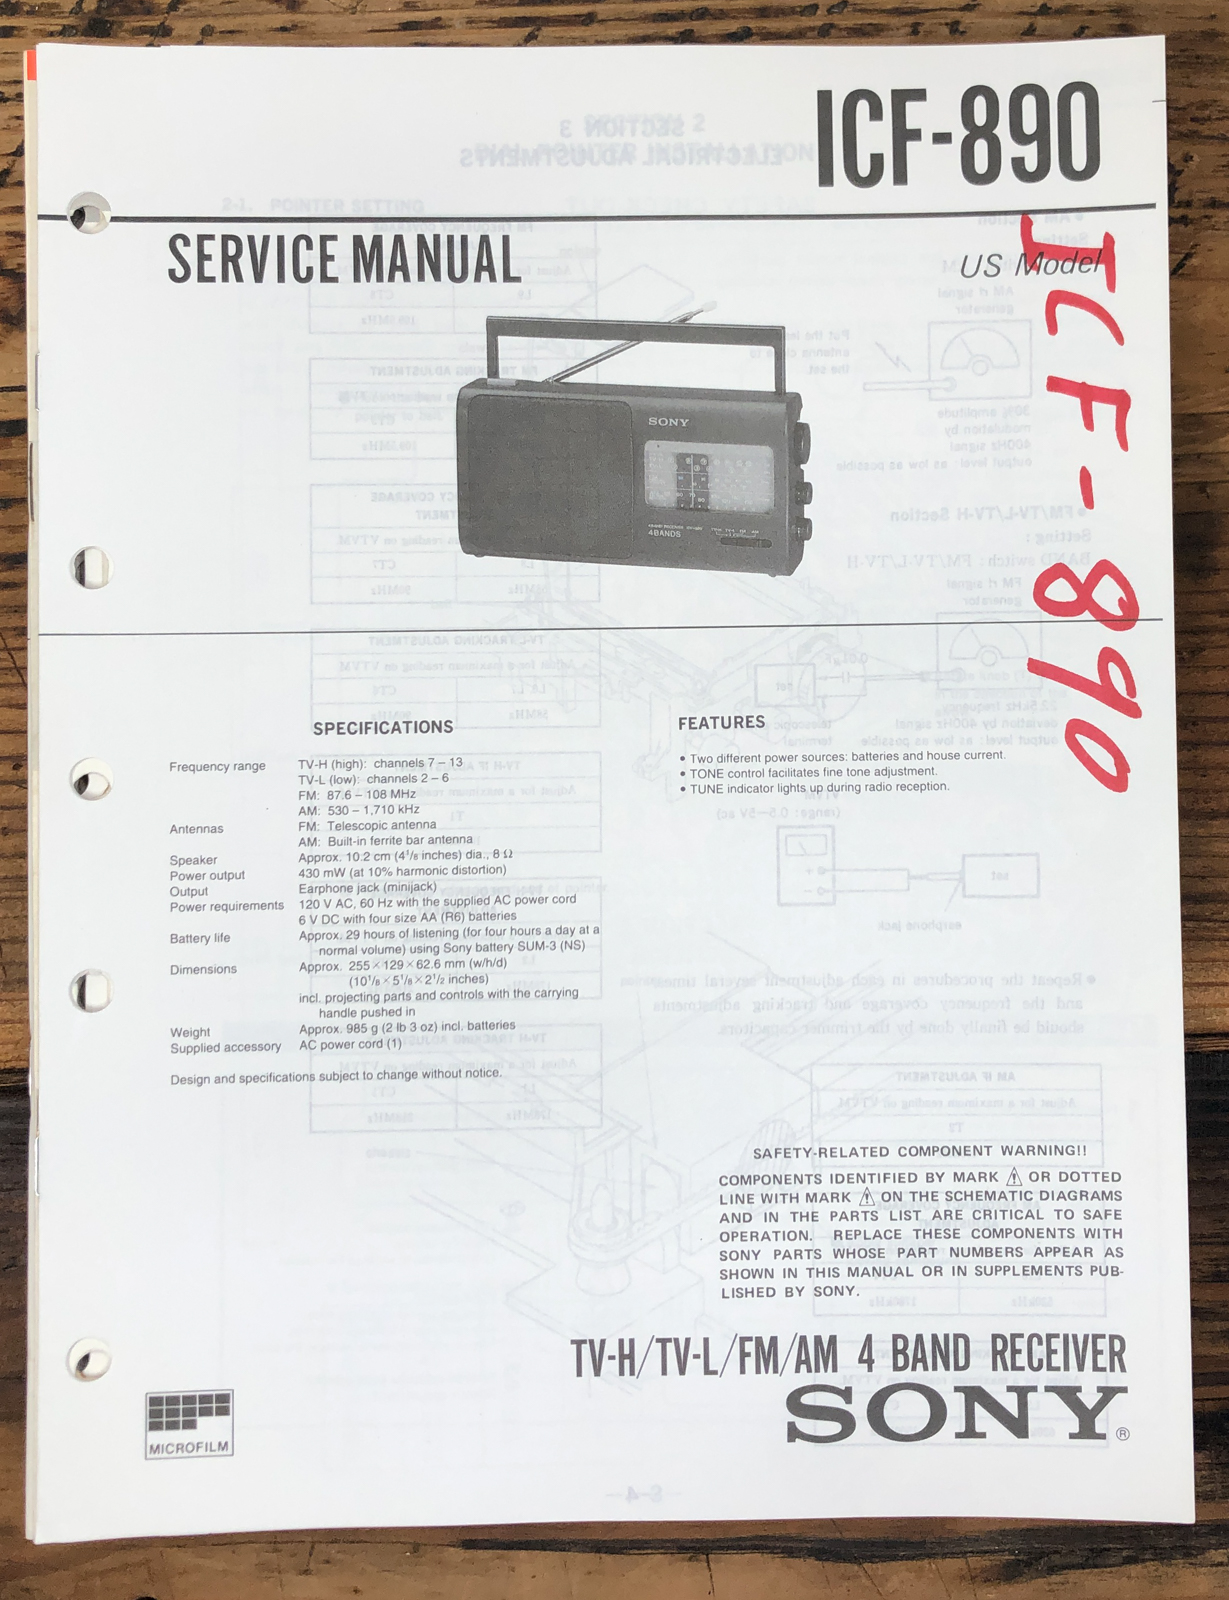 ICF-890
SERVICE MANUAL
US Model
ICF-890
SONY
4BANDS
SPECIFICATIONS
Frequency range TV-H (high): channels 7 – 13
TV-L (low): channels 2 – 6
FM: 87.6 – 108 MHz
AM: 530 – 1,710 kHz
Antennas FM: Telescopic antenna
AM: Built-in ferrite bar antenna
Speaker Approx. 10.2 cm (4¹/₈ inches) dia., 8 Ω
Power output 430 mW (at 10% harmonic distortion)
Output Earphone jack (minijack)
Power requirements 120 V AC, 60 Hz with the supplied AC power cord
6 V DC with four size AA (R6) batteries
Battery life Approx. 29 hours of listening (for four hours a day at a
normal volume) using Sony battery SUM-3 (NS)
Dimensions Approx. 255 × 129 × 62.6 mm (w/h/d)
(10¹/₈ × 5¹/₈ × 2¹/₂ inches)
incl. projecting parts and controls with the carrying
handle pushed in
Weight Approx. 985 g (2 lb 3 oz) incl. batteries
Supplied accessory AC power cord (1)
Design and specifications subject to change without notice.
FEATURES
• Two different power sources: batteries and house current.
• TONE control facilitates fine tone adjustment.
• TUNE indicator lights up during radio reception.
SAFETY-RELATED COMPONENT WARNING!!
COMPONENTS IDENTIFIED BY MARK ⚠ OR DOTTED
LINE WITH MARK ⚠ ON THE SCHEMATIC DIAGRAMS
AND IN THE PARTS LIST ARE CRITICAL TO SAFE
OPERATION. REPLACE THESE COMPONENTS WITH
SONY PARTS WHOSE PART NUMBERS APPEAR AS
SHOWN IN THIS MANUAL OR IN SUPPLEMENTS PUB-
LISHED BY SONY.
TV-H/TV-L/FM/AM 4 BAND RECEIVER
SONY®
MICROFILM